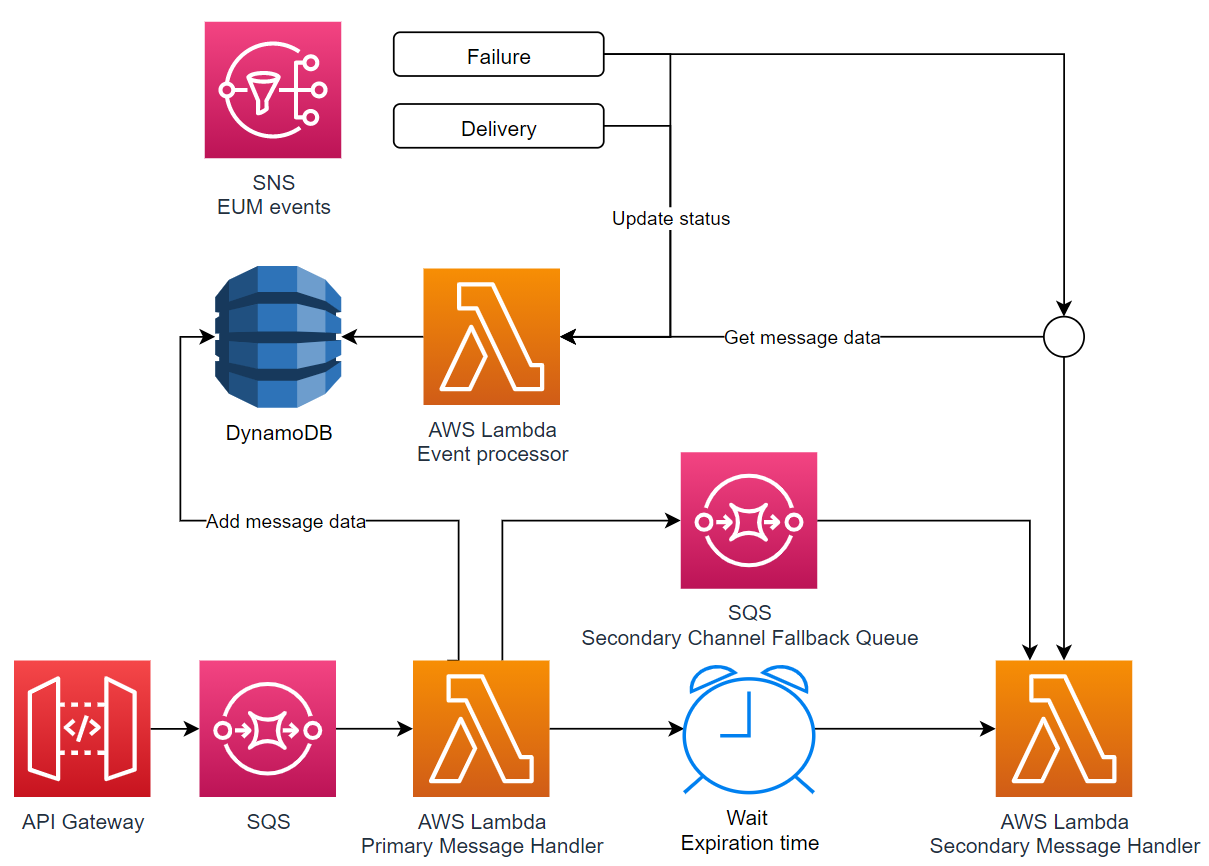 Failure
Delivery
SNS
EUM events
Update status
Get message data
DynamoDB
AWS Lambda
Event processor
Add message data
SQS
Secondary Channel Fallback Queue
</>
API Gateway
SQS
AWS Lambda
Primary Message Handler
Wait
Expiration time
AWS Lambda
Secondary Message Handler